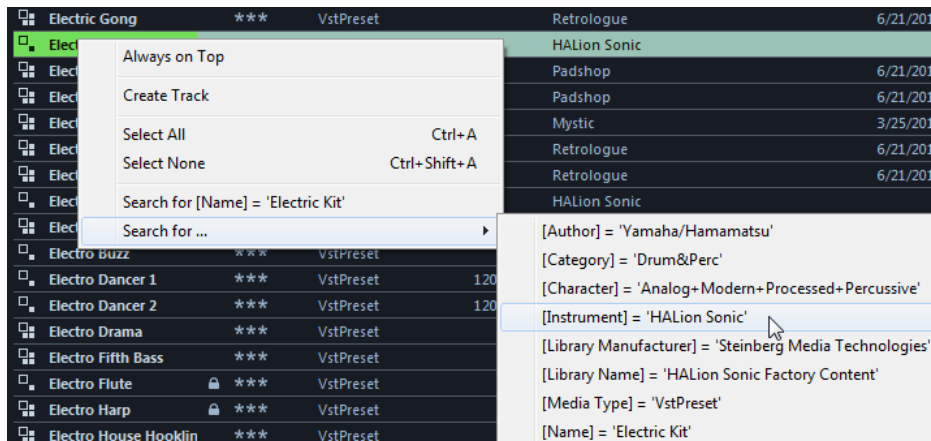 Electric Gong *** VstPreset Retrologue 6/21/201
Elect HALion Sonic
Always on Top
Elect Padshop 6/21/201
Create Track
Elect Padshop 6/21/201
Elect Mystic 3/25/201
Select All Ctrl+A
Elect Retrologue 6/21/201
Select None Ctrl+Shift+A
Elect Retrologue 6/21/201
Elect HALion Sonic
Search for [Name] = 'Electric Kit'
Elect
Search for ...
[Author] = 'Yamaha/Hamamatsu'
Electro Buzz *** VstPreset
[Category] = 'Drum&Perc'
Electro Dancer 1 *** VstPreset 120
[Character] = 'Analog+Modern+Processed+Percussive'
Electro Dancer 2 *** VstPreset 120
[Instrument] = 'HALion Sonic'
Electro Drama *** VstPreset
[Library Manufacturer] = 'Steinberg Media Technologies'
Electro Fifth Bass *** VstPreset
[Library Name] = 'HALion Sonic Factory Content'
Electro Flute *** VstPreset
[Media Type] = 'VstPreset'
Electro Harp *** VstPreset
[Name] = 'Electric Kit'
Electro House Hooklin *** VstPreset